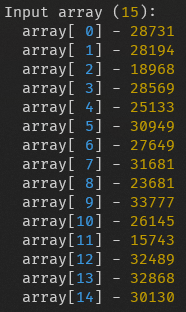 Input array (15):
  array[ 0] - 28731
  array[ 1] - 28194
  array[ 2] - 18968
  array[ 3] - 28569
  array[ 4] - 25133
  array[ 5] - 30949
  array[ 6] - 27649
  array[ 7] - 31681
  array[ 8] - 23681
  array[ 9] - 33777
  array[10] - 26145
  array[11] - 15743
  array[12] - 32489
  array[13] - 32868
  array[14] - 30130